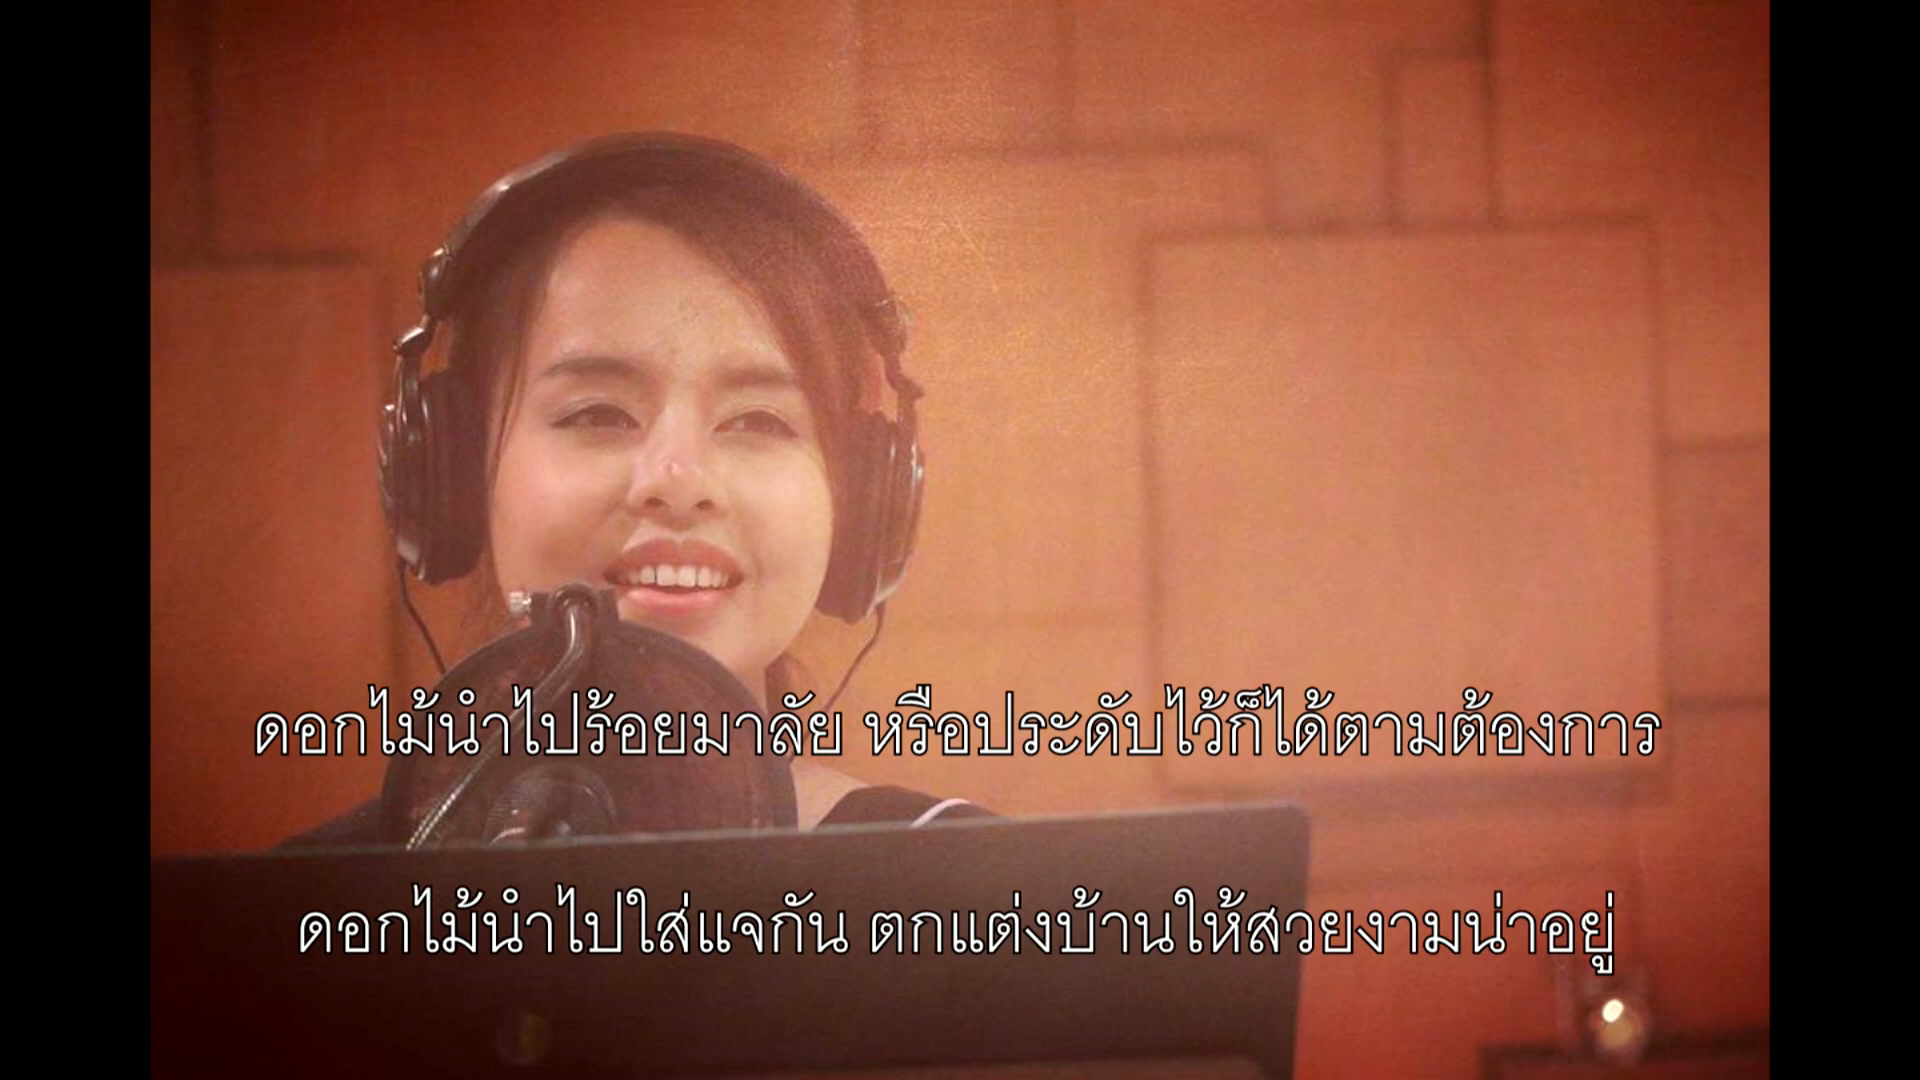 ดอกไม้นำไปร้อยมาลัย หรือประดับไว้ก็ได้ตามต้องการ
ดอกไม้นำไปใส่แจกัน ตกแต่งบ้านให้สวยงามน่าอยู่